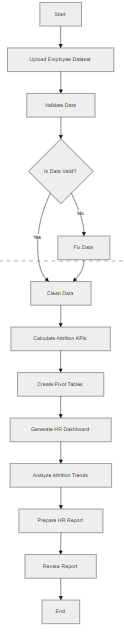 Start
Upload Employee Dataset
Validate Data
Is Data Valid?
No
Yes
Fix Data
Clean Data
Calculate Attrition KPIs
Create Pivot Tables
Generate HR Dashboard
Analyze Attrition Trends
Prepare HR Report
Review Report
End